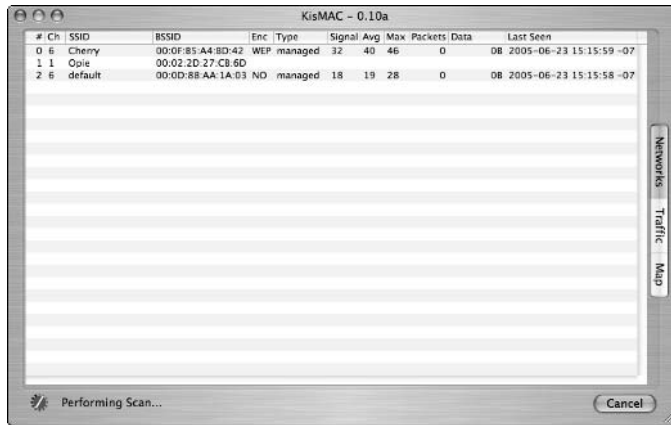 KisMAC - 0.10a
# Ch SSID BSSID Enc Type Signal Avg Max Packets Data Last Seen
0 6 Cherry 00:0F:B5:A4:BD:42 WEP managed 32 40 46 0 0B 2005-06-23 15:15:59 -07
1 1 Opie 00:02:2D:27:CB:6D
2 6 default 00:0D:88:AA:1A:03 NO managed 18 19 28 0 0B 2005-06-23 15:15:58 -07
Networks
Traffic
Map
Performing Scan...
Cancel